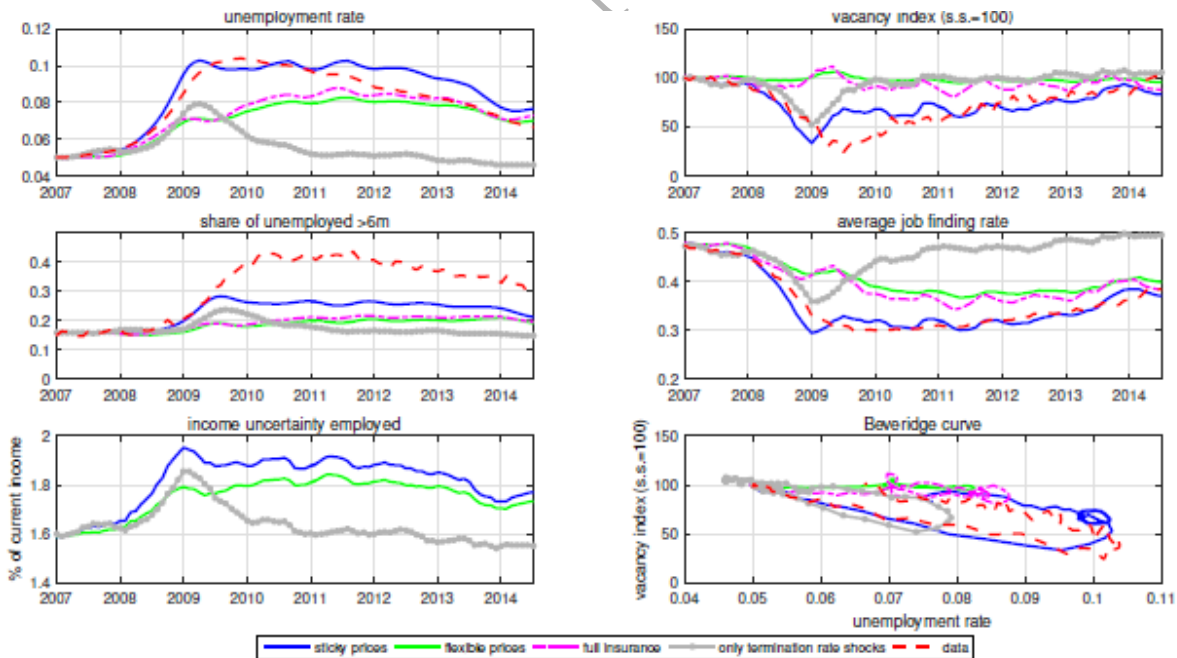 unemployment rate
0.12
0.1
0.08
0.06
0.04
2007 2008 2009 2010 2011 2012 2013 2014
vacancy index (s.s.=100)
150
100
50
0
2007 2008 2009 2010 2011 2012 2013 2014
share of unemployed >6m
0.4
0.3
0.2
0.1
0
2007 2008 2009 2010 2011 2012 2013 2014
average job finding rate
0.5
0.4
0.3
0.2
2007 2008 2009 2010 2011 2012 2013 2014
income uncertainty employed
% of current income
2
1.8
1.6
1.4
2007 2008 2009 2010 2011 2012 2013 2014
Beveridge curve
vacancy index (s.s.=100)
150
100
50
0
0.04 0.05 0.06 0.07 0.08 0.09 0.1 0.11
unemployment rate
sticky prices flexible prices full insurance only termination rate shocks data